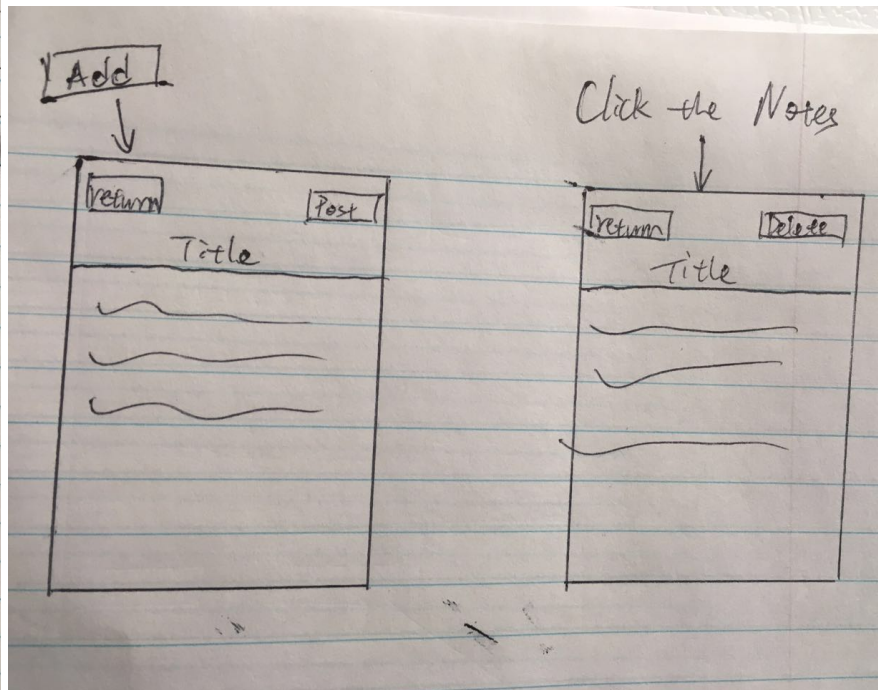 Add
return
Post
Title
Click the Notes
return
Delete
Title